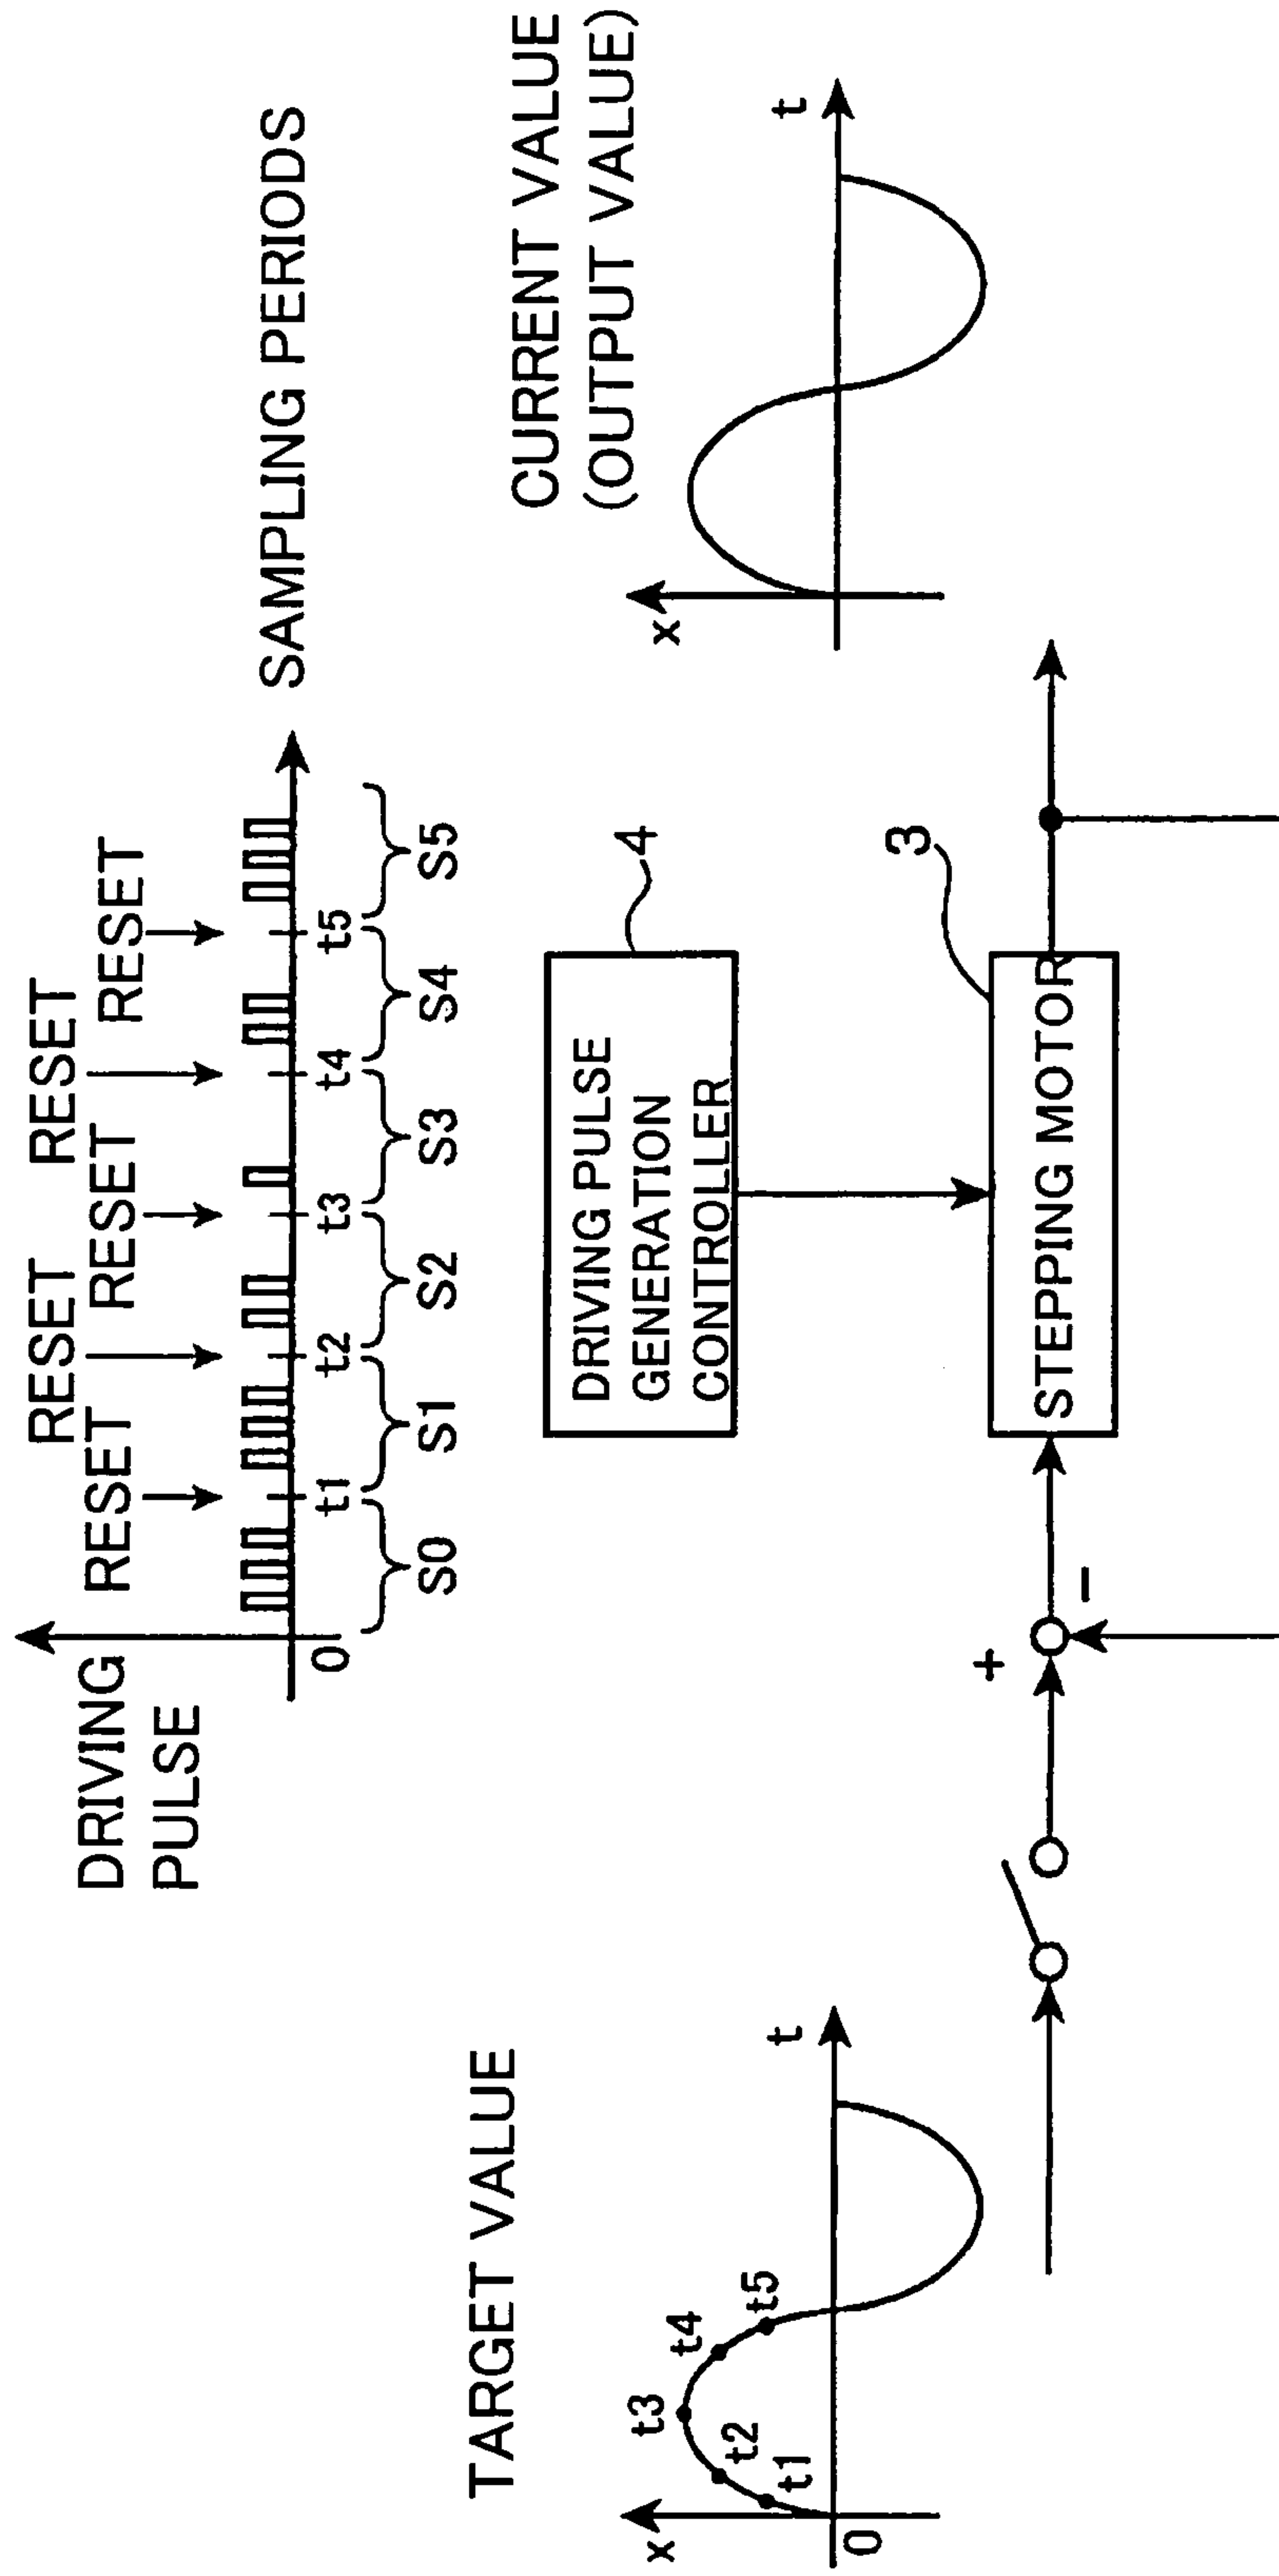 DRIVING
PULSE
RESET
RESET
RESET
RESET
RESET
0
t1
t2
t3
t4
t5
S0
S1
S2
S3
S4
S5
SAMPLING PERIODS
TARGET VALUE
x
t
0
t1
t2
t3
t4
t5
DRIVING PULSE
GENERATION
CONTROLLER
4
CURRENT VALUE
(OUTPUT VALUE)
x
t
+
−
STEPPING MOTOR
3